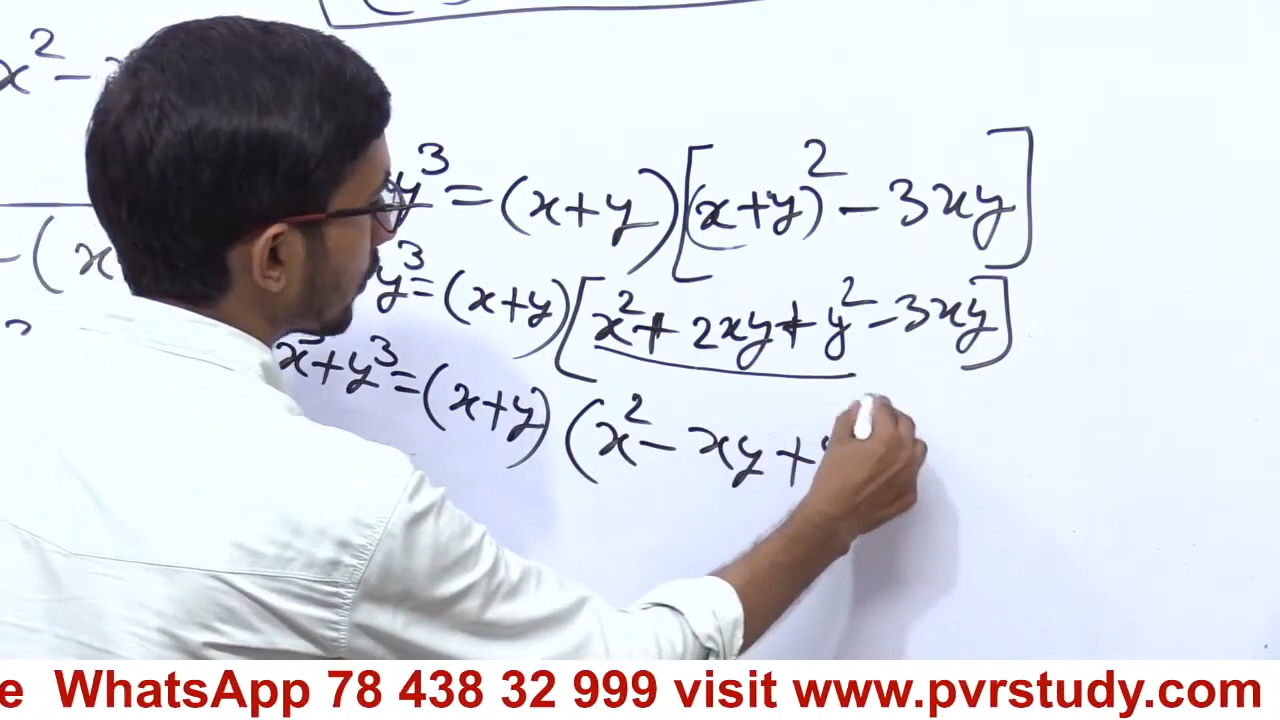 x² -
y³ = (x+y)[(x+y)² - 3xy]
-(x
y³ = (x+y)[x² + 2xy + y² - 3xy]
x³+y³ = (x+y)(x² - xy +
e WhatsApp 78 438 32 999 visit www.pvrstudy.com